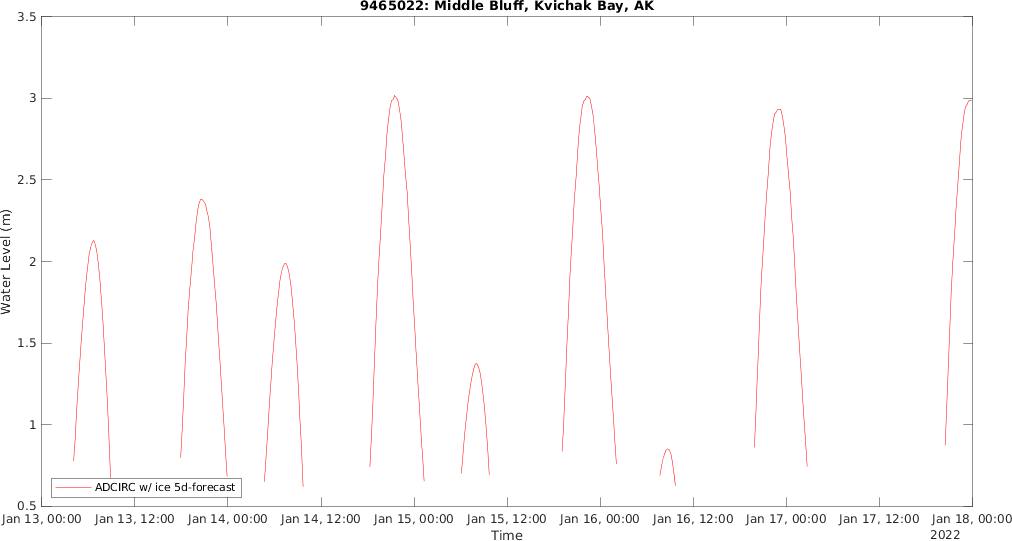 9465022: Middle Bluff, Kvichak Bay, AK
3.5
3
2.5
2
1.5
1
0.5
Water Level (m)
ADCIRC w/ ice 5d-forecast
Jan 13, 00:00 Jan 13, 12:00 Jan 14, 00:00 Jan 14, 12:00 Jan 15, 00:00 Jan 15, 12:00 Jan 16, 00:00 Jan 16, 12:00 Jan 17, 00:00 Jan 17, 12:00 Jan 18, 00:00
Time
2022